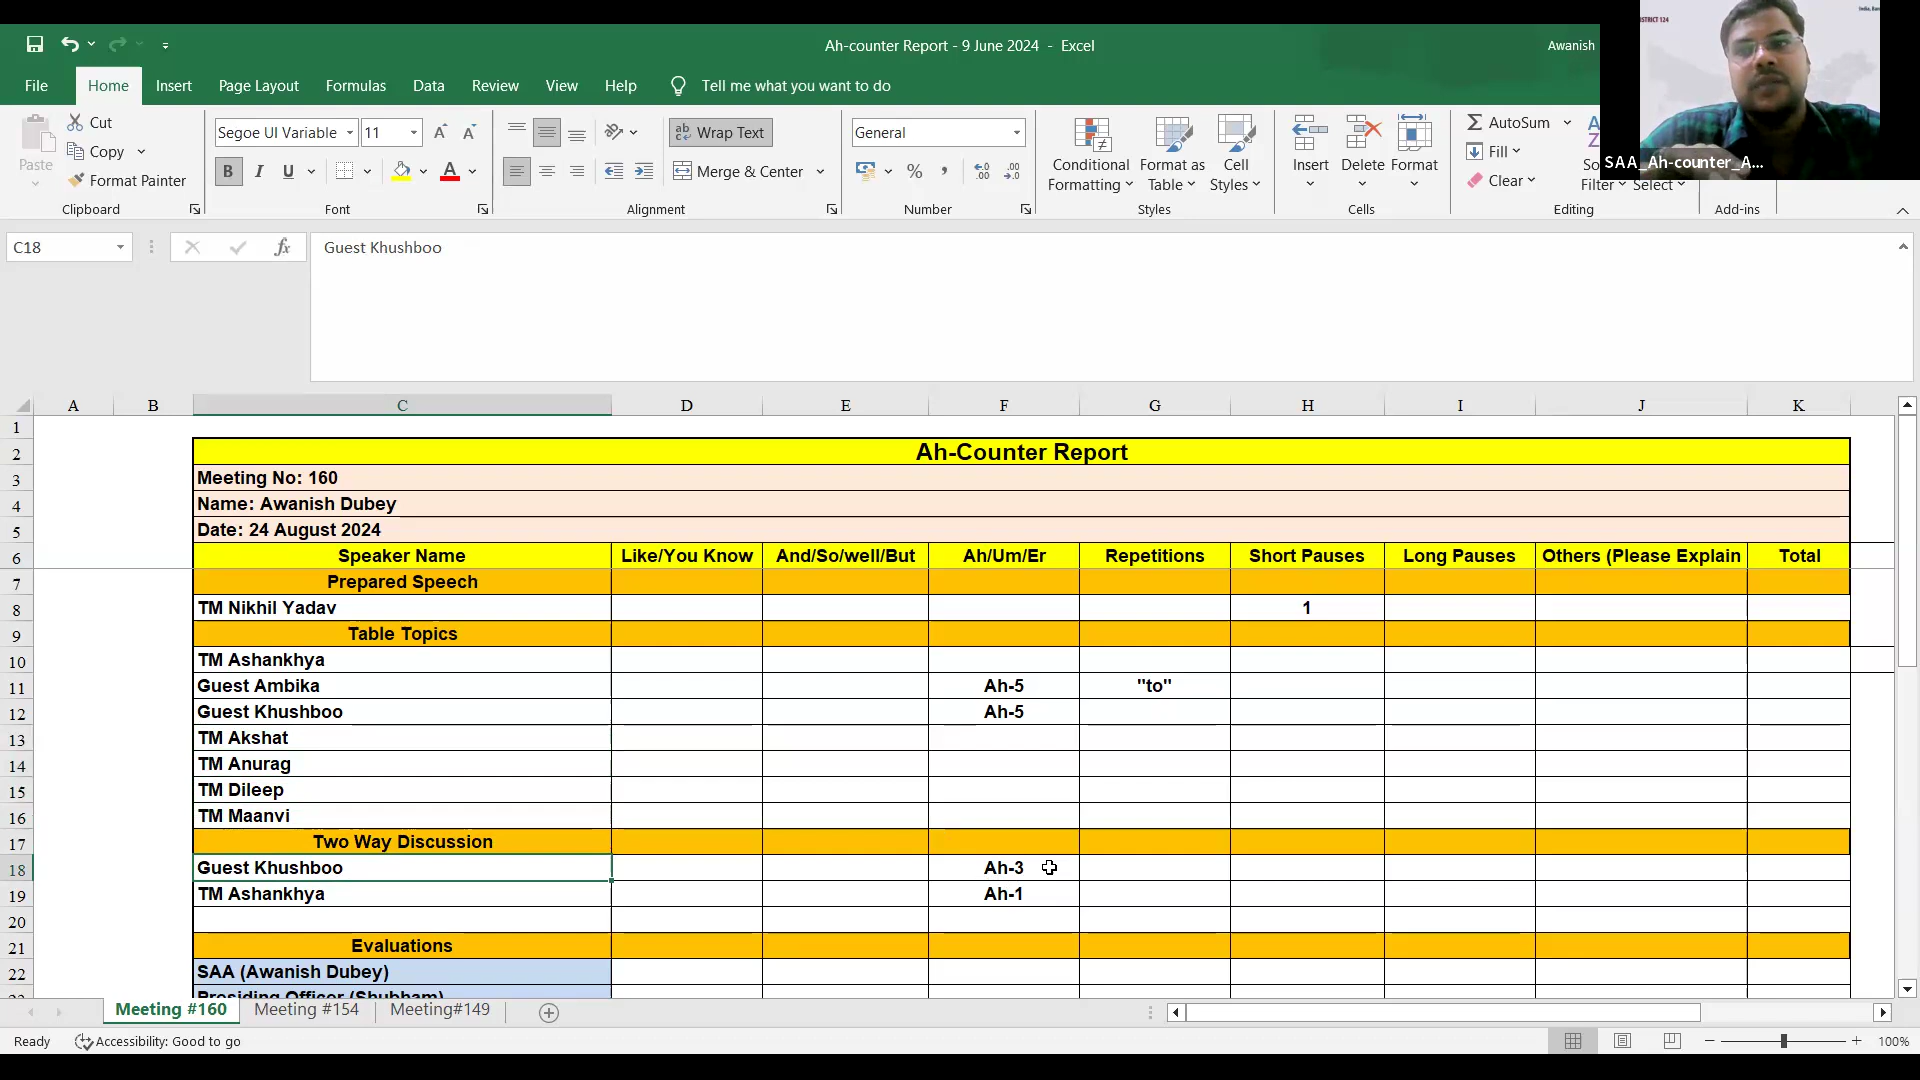 Ah-counter Report - 9 June 2024 - Excel
Awanish
File Home Insert Page Layout Formulas Data Review View Help Tell me what you want to do
Paste
Cut
Copy
Format Painter
Clipboard
Segoe UI Variable 11
B I U
Font
Wrap Text
Merge & Center
Alignment
General
Number
Conditional Formatting
Format as Table
Cell Styles
Styles
Insert Delete Format
Cells
AutoSum
Fill
Clear
Filter Select
Editing
Add-ins
ISTRICT 124
SAA_Ah-counter_A...
C18 fx Guest Khushboo
A B C D E F G H I J K
1
2 Ah-Counter Report
3 Meeting No: 160
4 Name: Awanish Dubey
5 Date: 24 August 2024
6 Speaker Name Like/You Know And/So/well/But Ah/Um/Er Repetitions Short Pauses Long Pauses Others (Please Explain Total
7 Prepared Speech
8 TM Nikhil Yadav 1
9 Table Topics
10 TM Ashankhya
11 Guest Ambika Ah-5 "to"
12 Guest Khushboo Ah-5
13 TM Akshat
14 TM Anurag
15 TM Dileep
16 TM Maanvi
17 Two Way Discussion
18 Guest Khushboo Ah-3
19 TM Ashankhya Ah-1
20
21 Evaluations
22 SAA (Awanish Dubey)
Presiding Officer (Shubham)
Meeting #160 Meeting #154 Meeting#149
Ready Accessibility: Good to go 100%